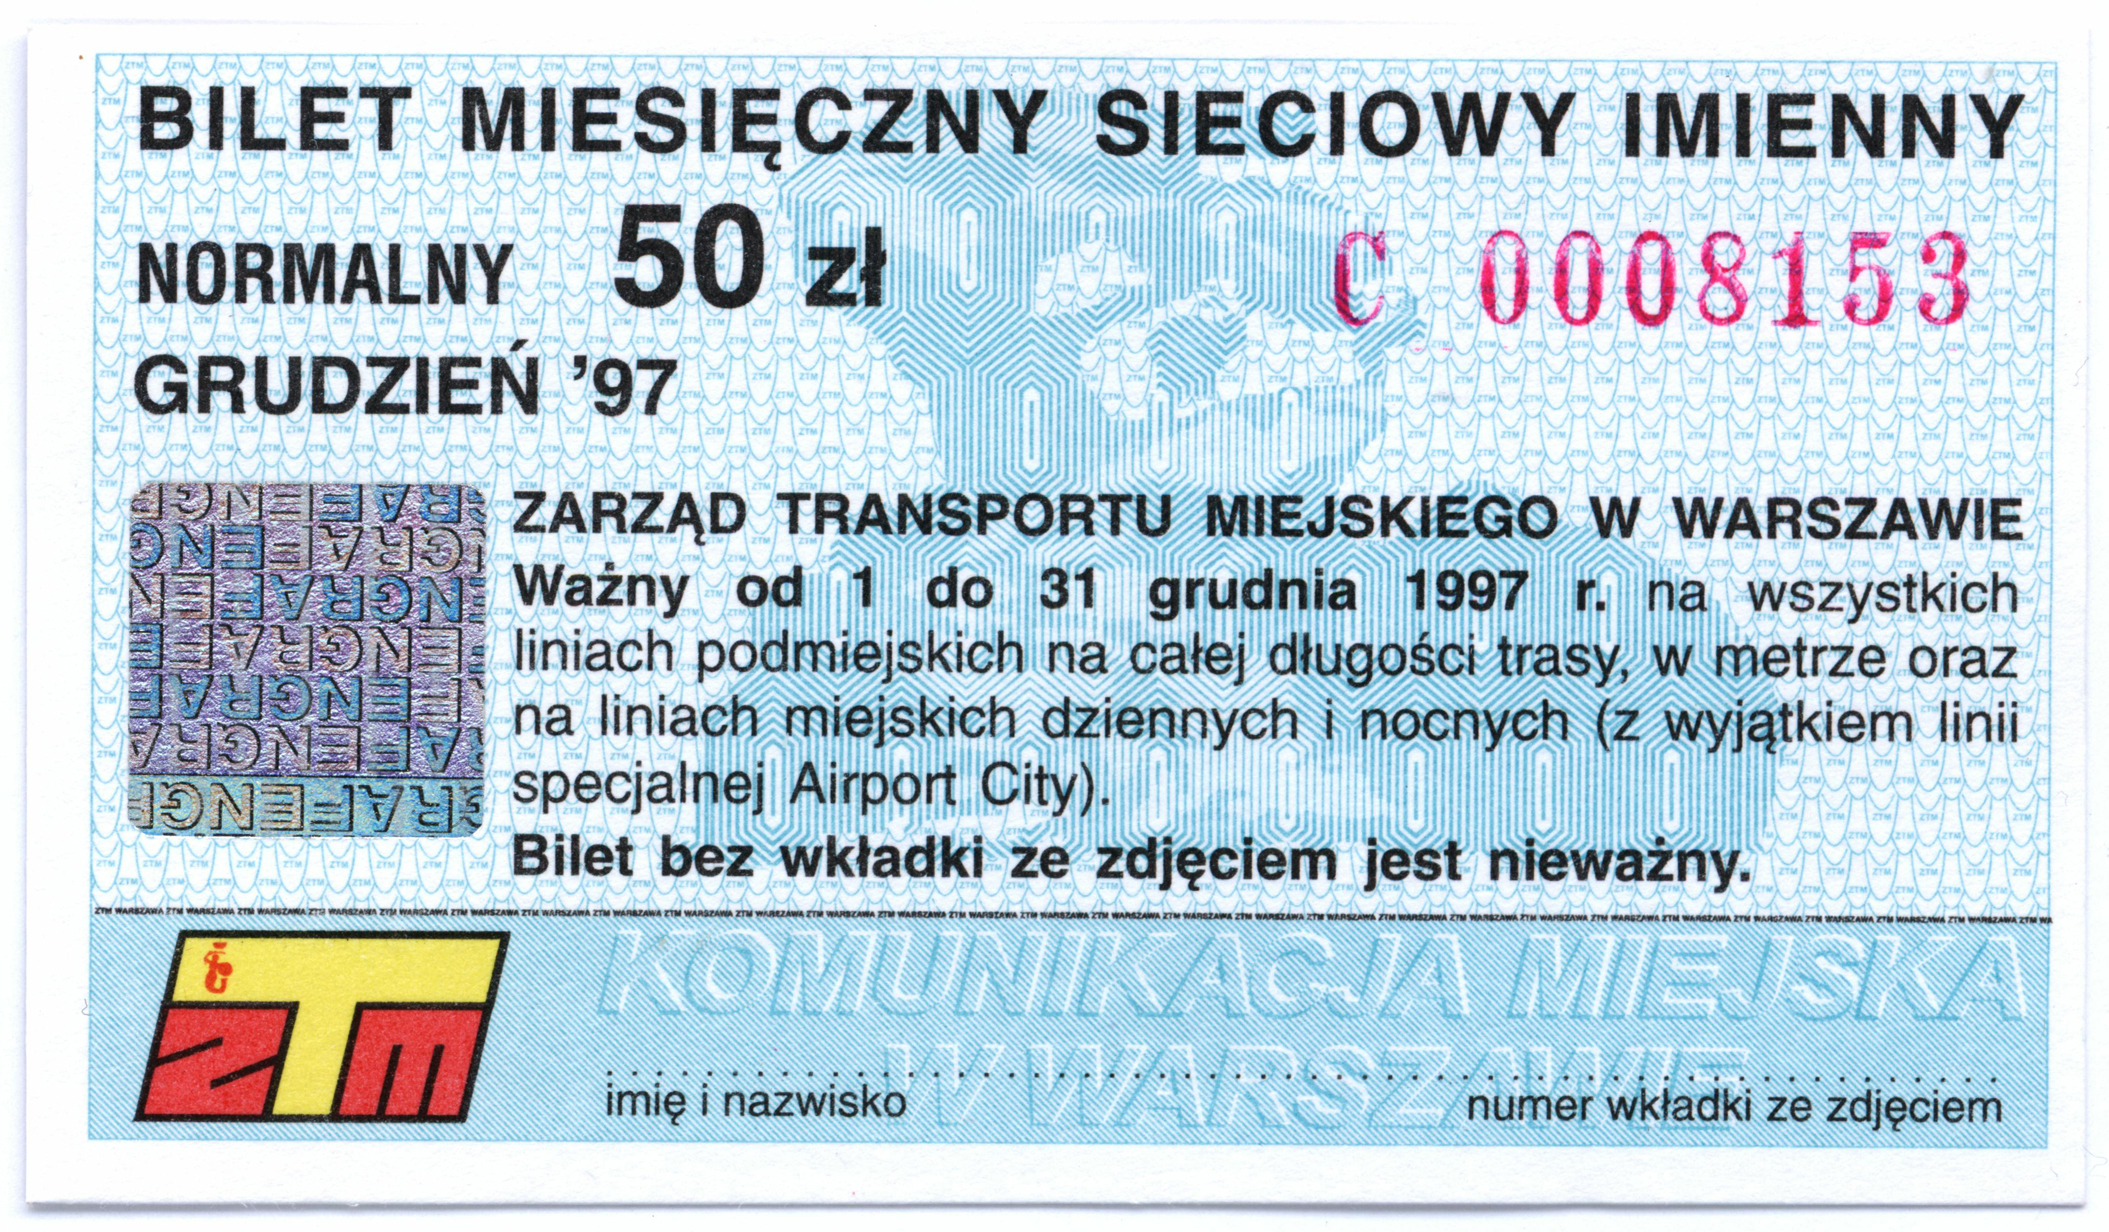 BILET MIESIĘCZNY SIECIOWY IMIENNY
NORMALNY 50 zł C 0008153
GRUDZIEŃ '97
ZARZĄD TRANSPORTU MIEJSKIEGO W WARSZAWIE
Ważny od 1 do 31 grudnia 1997 r. na wszystkich
liniach podmiejskich na całej długości trasy, w metrze oraz
na liniach miejskich dziennych i nocnych (z wyjątkiem linii
specjalnej Airport City).
Bilet bez wkładki ze zdjęciem jest nieważny.
ZTM
KOMUNIKACJA MIEJSKA
W WARSZAWIE
imię i nazwisko numer wkładki ze zdjęciem